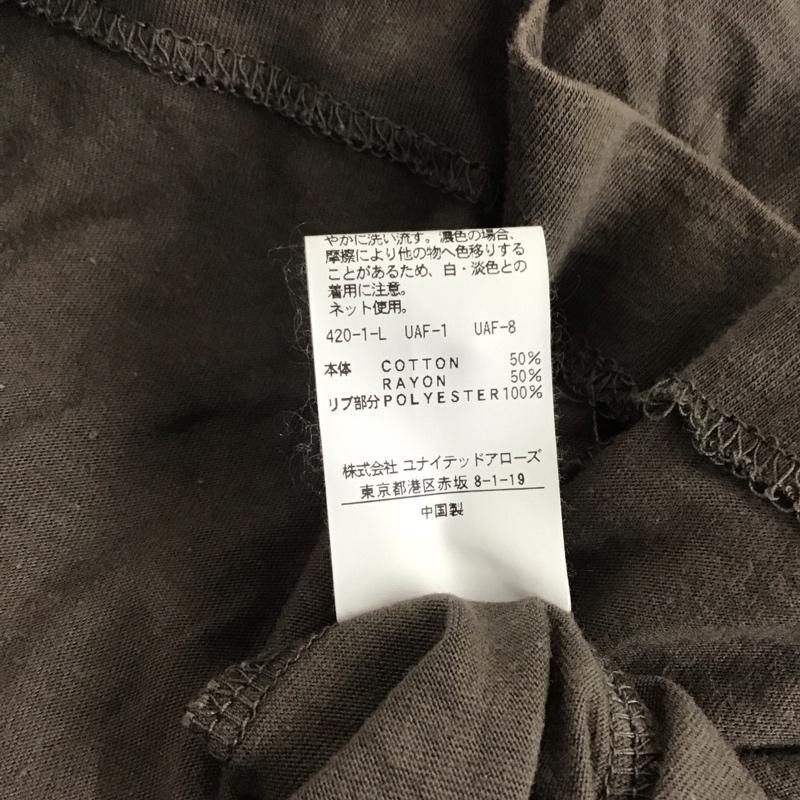 やかに洗い流す。濃色の場合、
摩擦により他の物へ色移りする
ことがあるため、白・淡色との
着用に注意。
ネット使用。
420-1-L UAF-1 UAF-8
本体 COTTON 50%
RAYON 50%
リブ部分 POLYESTER 100%
株式会社 ユナイテッドアローズ
東京都港区赤坂 8-1-19
中国製